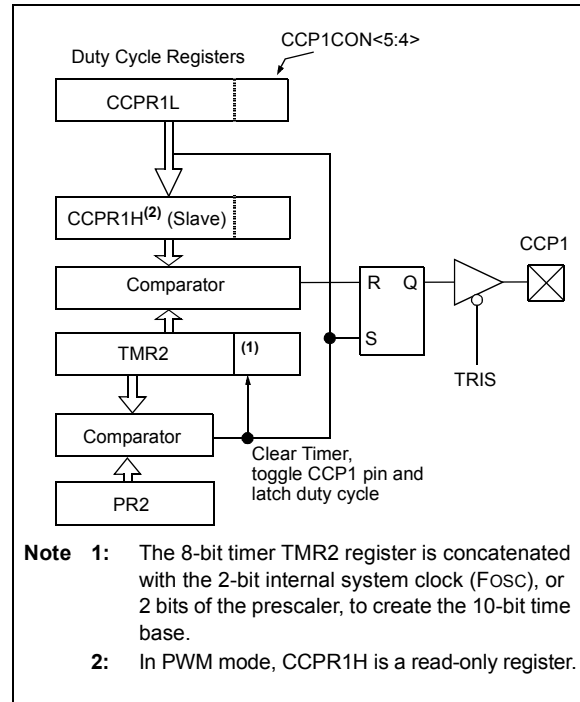 CCP1CON<5:4>
Duty Cycle Registers
CCPR1L
CCPR1H(2) (Slave)
CCP1
Comparator
R Q
TMR2
(1)
S
TRIS
Comparator
Clear Timer,
toggle CCP1 pin and
latch duty cycle
PR2
Note 1: The 8-bit timer TMR2 register is concatenated
with the 2-bit internal system clock (FOSC), or
2 bits of the prescaler, to create the 10-bit time
base.
2: In PWM mode, CCPR1H is a read-only register.